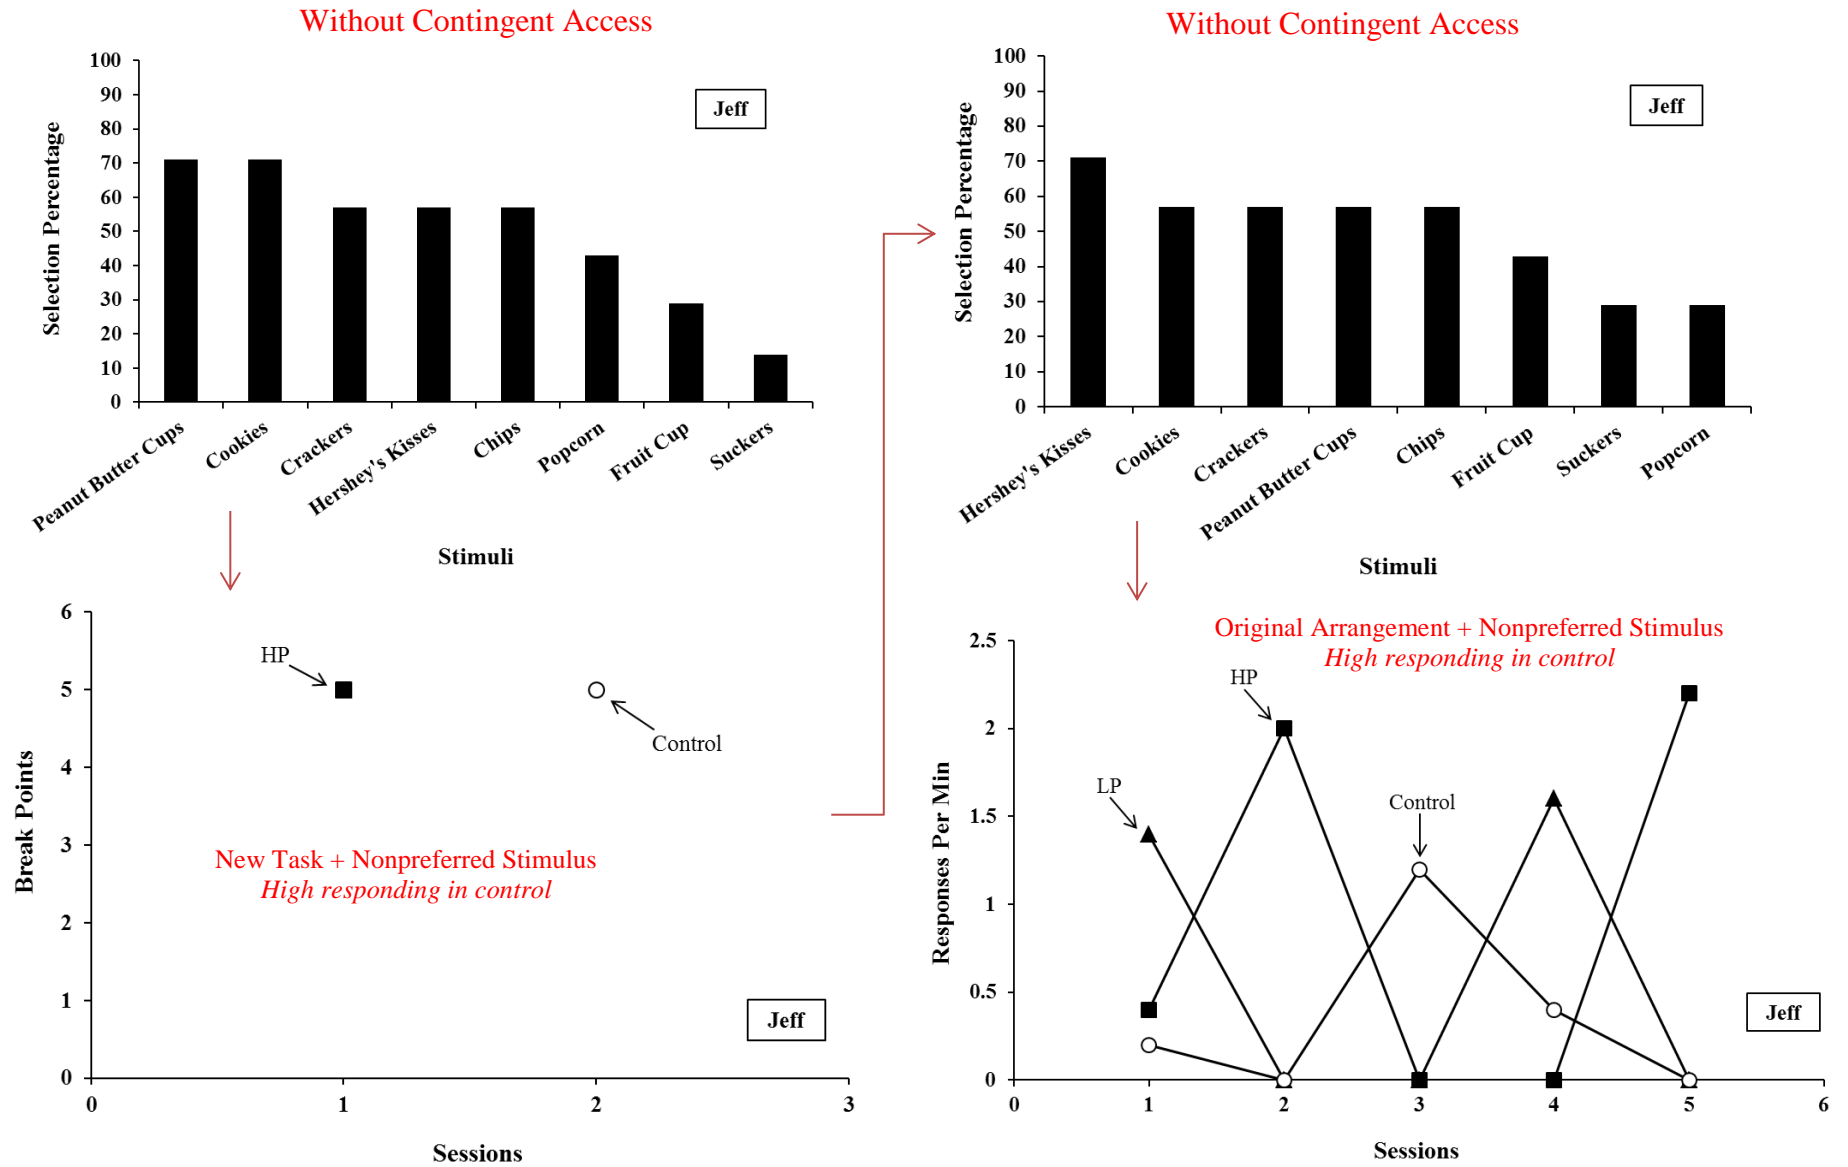 Without Contingent Access
100
90
80
70
60
50
40
30
20
10
0
Selection Percentage
Jeff
Peanut Butter Cups
Cookies
Crackers
Hershey's Kisses
Chips
Popcorn
Fruit Cup
Suckers
Stimuli
6
5
4
3
2
1
0
Break Points
HP
Control
New Task + Nonpreferred Stimulus
High responding in control
Jeff
0
1
2
3
Sessions
Without Contingent Access
100
90
80
70
60
50
40
30
20
10
0
Selection Percentage
Jeff
Hershey's Kisses
Cookies
Crackers
Peanut Butter Cups
Chips
Fruit Cup
Suckers
Popcorn
Stimuli
Original Arrangement + Nonpreferred Stimulus
High responding in control
2.5
2
1.5
1
0.5
0
Responses Per Min
HP
LP
Control
Jeff
0
1
2
3
4
5
6
Sessions